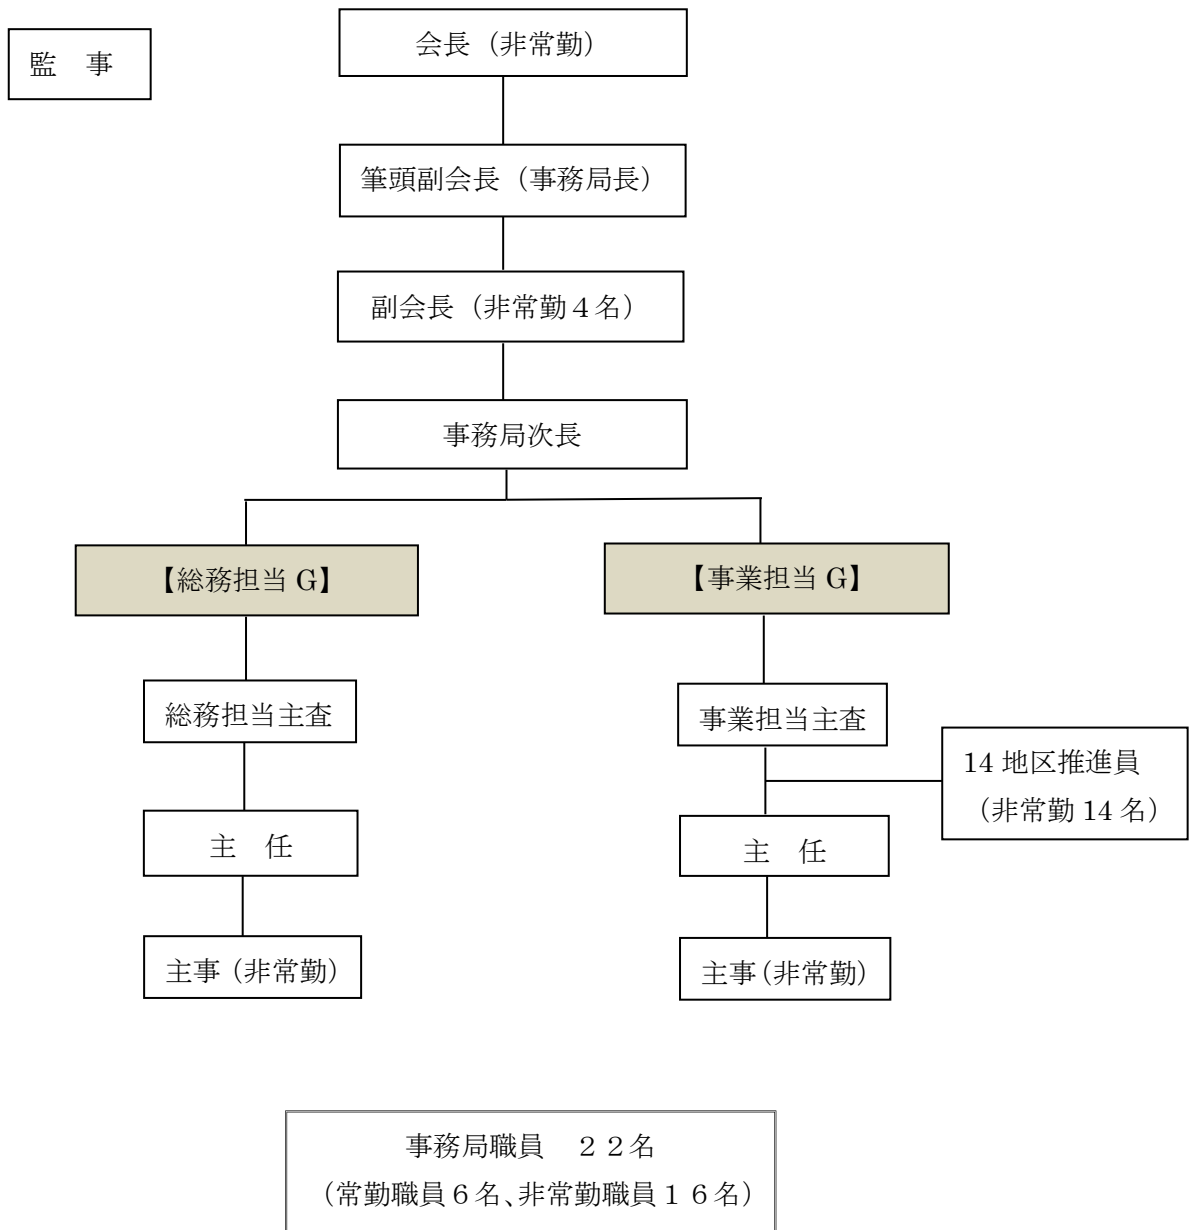 監　事
会長（非常勤）
筆頭副会長（事務局長）
副会長（非常勤４名）
事務局次長
【総務担当 G】
【事業担当 G】
総務担当主査
事業担当主査
14 地区推進員
（非常勤 14 名）
主　任
主　任
主事（非常勤）
主事（非常勤）
事務局職員　２２名
（常勤職員６名、非常勤職員１６名）